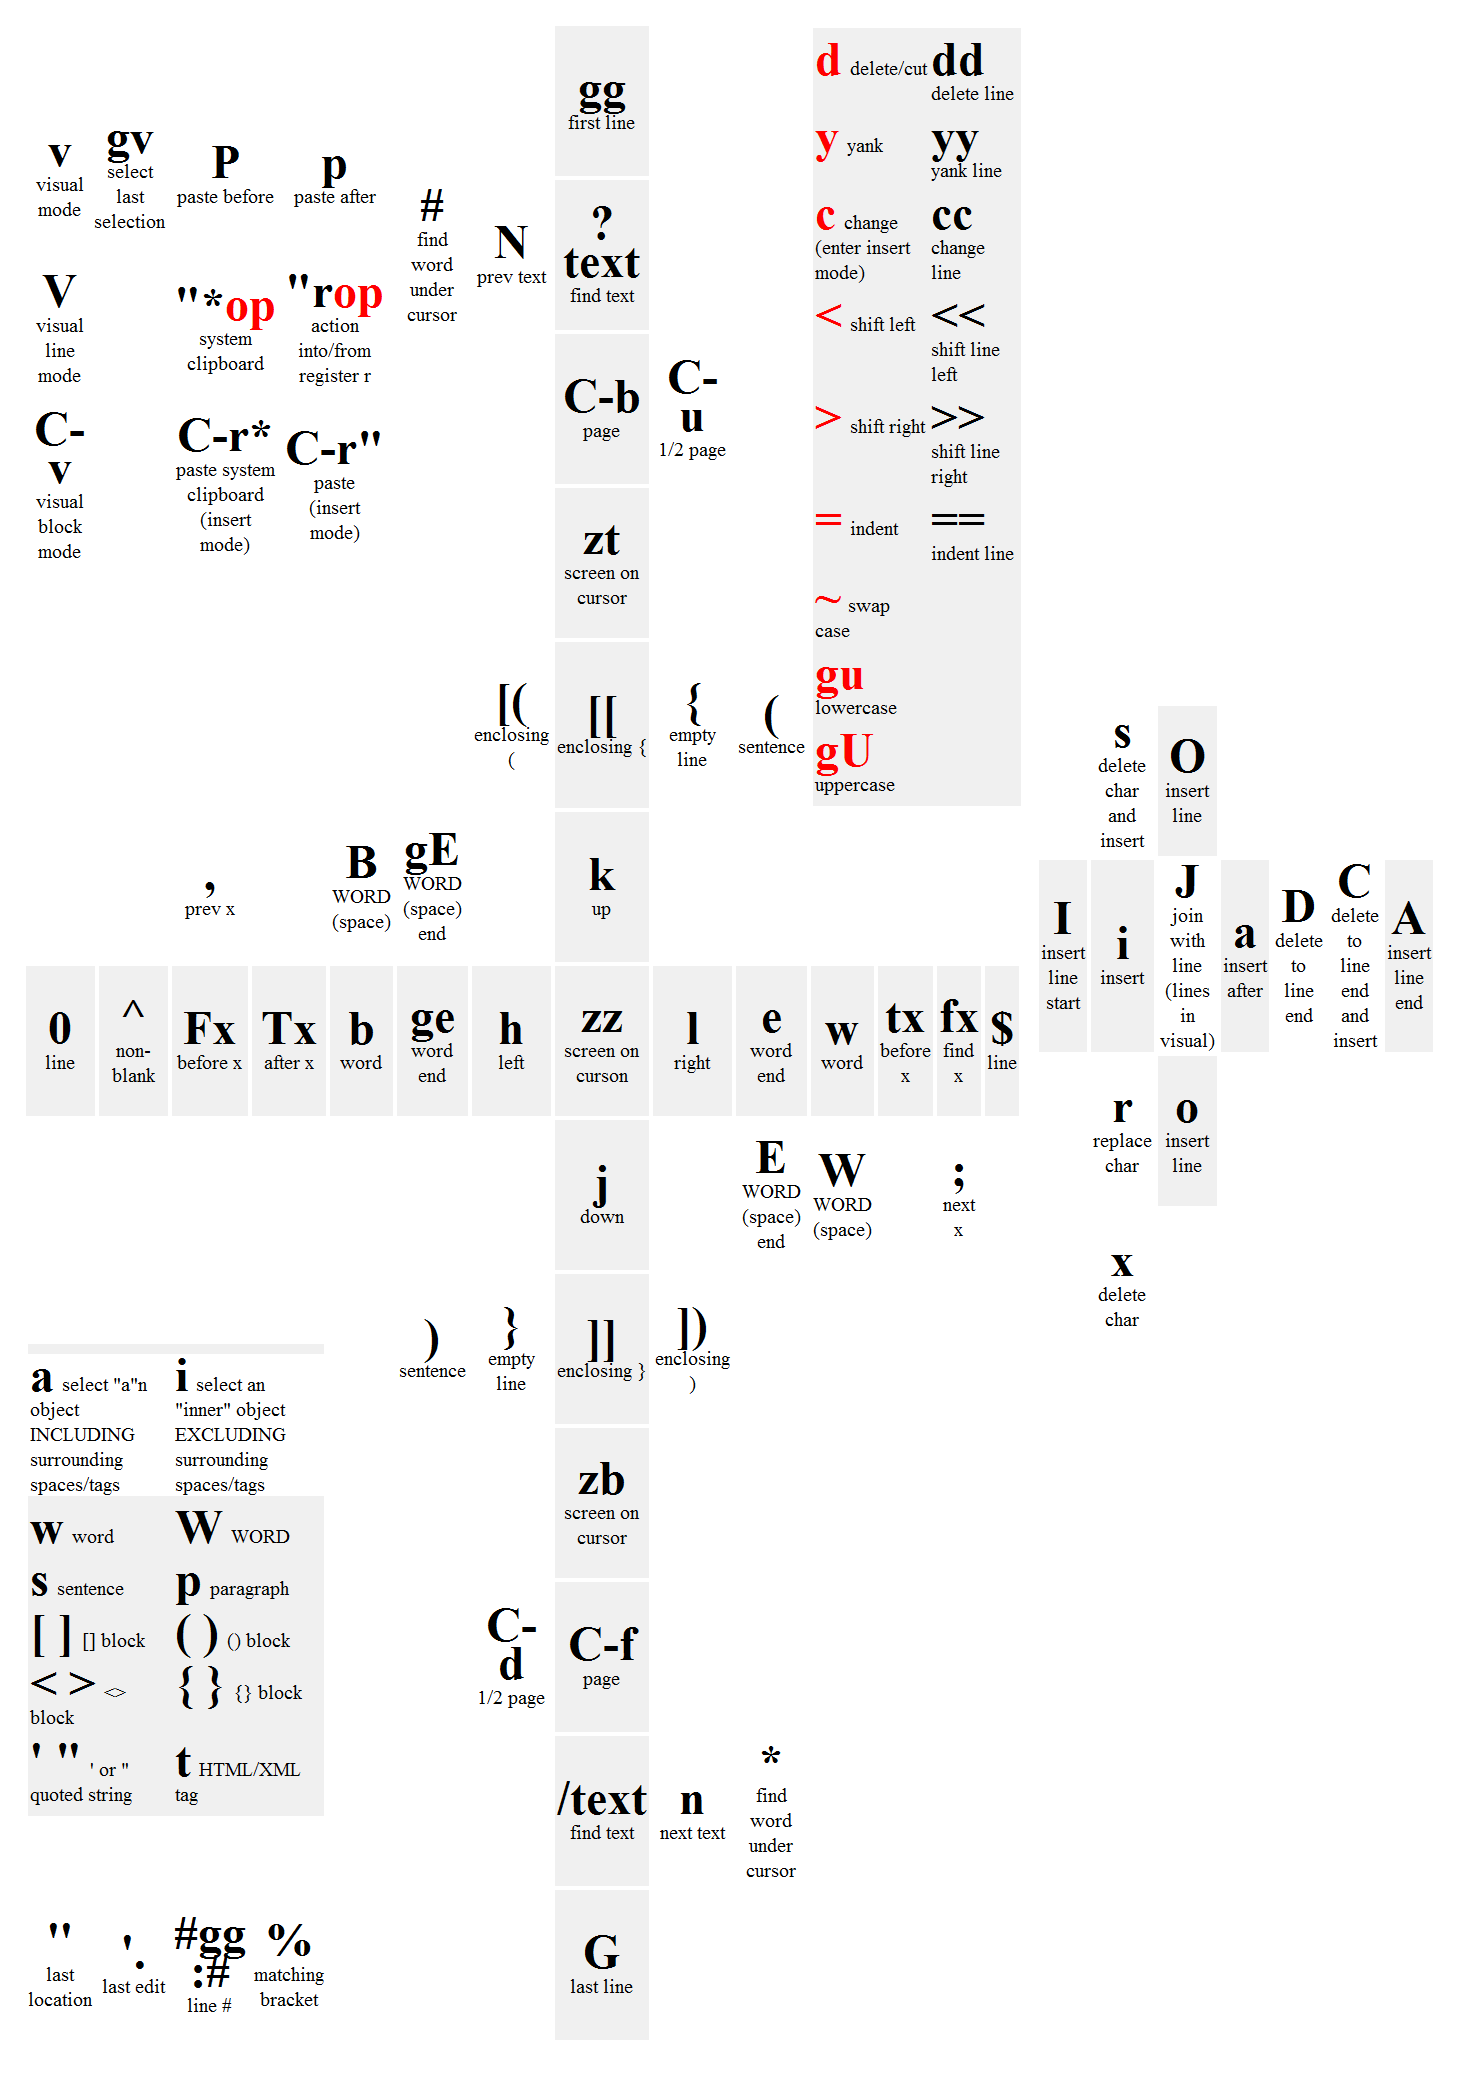 gg
first line
d delete/cut
dd
delete line
v
visual
mode
gv
select
last
selection
P
paste before
p
paste after
y yank
yy
yank line
#
find
word
under
cursor
N
prev text
?
text
find text
c change
(enter insert
mode)
cc
change
line
V
visual
line
mode
"*op
system
clipboard
"rop
action
into/from
register r
< shift left
<<
shift line
left
C-b
page
C-
u
1/2 page
> shift right
>>
shift line
right
C-
v
visual
block
mode
C-r*
paste system
clipboard
(insert
mode)
C-r"
paste
(insert
mode)
zt
screen on
cursor
= indent
==
indent line
~ swap
case
gu
lowercase
gU
uppercase
[(
enclosing
(
[[
enclosing {
{
empty
line
(
sentence
s
delete
char
and
insert
O
insert
line
,
prev x
B
WORD
(space)
gE
WORD
(space)
end
k
up
I
insert
line
start
i
insert
J
join
with
line
(lines
in
visual)
a
insert
after
D
delete
to
line
end
C
delete
to
line
end
and
insert
A
insert
line
end
0
line
^
non-
blank
Fx
before x
Tx
after x
b
word
ge
word
end
h
left
zz
screen on
curson
l
right
e
word
end
w
word
tx
before
x
fx
find
x
$
line
r
replace
char
o
insert
line
j
down
E
WORD
(space)
end
W
WORD
(space)
;
next
x
x
delete
char
)
sentence
}
empty
line
]]
enclosing }
])
enclosing
)
a select "a"n
object
INCLUDING
surrounding
spaces/tags
i select an
"inner" object
EXCLUDING
surrounding
spaces/tags
zb
screen on
cursor
w word
W WORD
s sentence
p paragraph
[ ] [] block
( ) () block
< > <>
block
{ } {} block
' " ' or "
quoted string
t HTML/XML
tag
C-
d
1/2 page
C-f
page
/text
find text
n
next text
*
find
word
under
cursor
''
last
location
'.
last edit
#gg
:#
line #
%
matching
bracket
G
last line